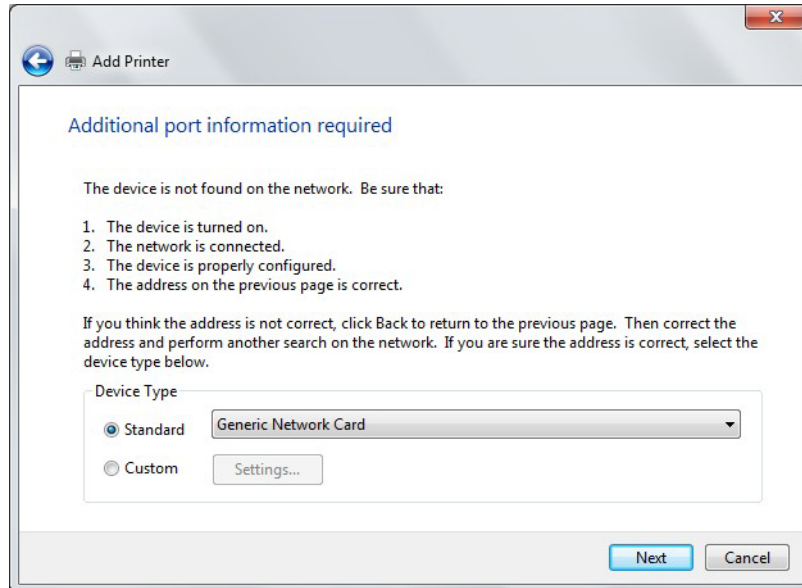 Add Printer
Additional port information required
The device is not found on the network. Be sure that:
1. The device is turned on.
2. The network is connected.
3. The device is properly configured.
4. The address on the previous page is correct.
If you think the address is not correct, click Back to return to the previous page. Then correct the
address and perform another search on the network. If you are sure the address is correct, select the
device type below.
Device Type
Standard Generic Network Card
Custom Settings...
Next Cancel